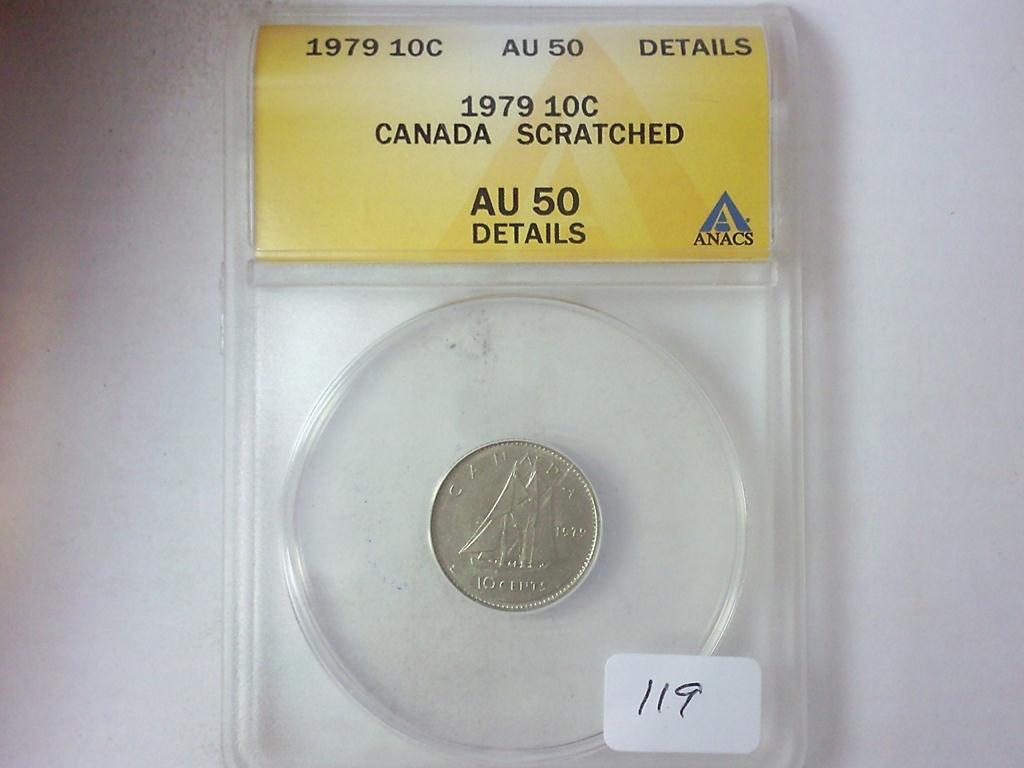 1979 10C AU 50 DETAILS
1979 10C
CANADA SCRATCHED
AU 50
DETAILS
ANACS
CANADA
1979
10 CENTS
119